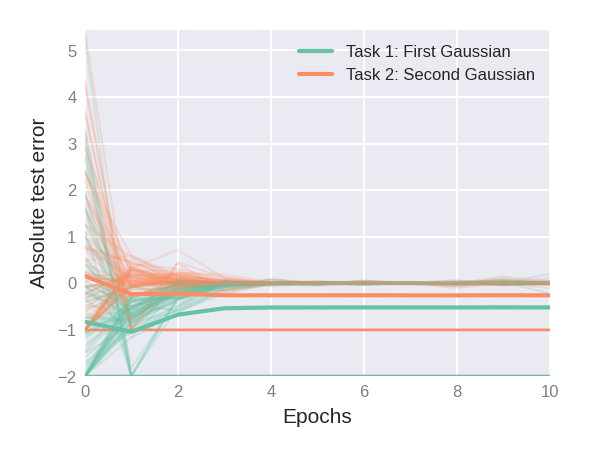 Absolute test error
5
4
3
2
1
0
−1
−2
Task 1: First Gaussian
Task 2: Second Gaussian
0 2 4 6 8 10
Epochs